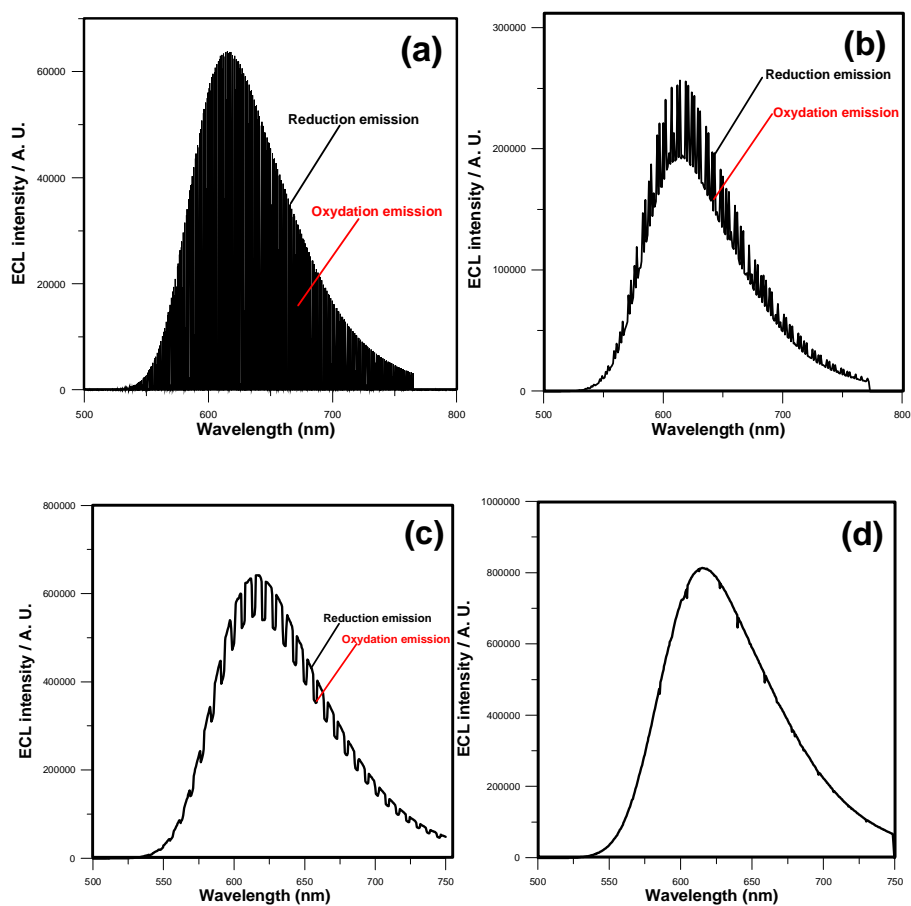 (a)
ECL intensity / A. U.
60000
40000
20000
0
Reduction emission
Oxydation emission
500
600
700
800
Wavelength (nm)
(b)
ECL intensity / A. U.
300000
200000
100000
0
Reduction emission
Oxydation emission
500
600
700
800
Wavelength (nm)
(c)
ECL intensity / A. U.
800000
600000
400000
200000
0
Reduction emission
Oxydation emission
500
550
600
650
700
750
Wavelength (nm)
(d)
ECL intensity / A. U.
1000000
800000
600000
400000
200000
0
500
550
600
650
700
750
Wavelength (nm)